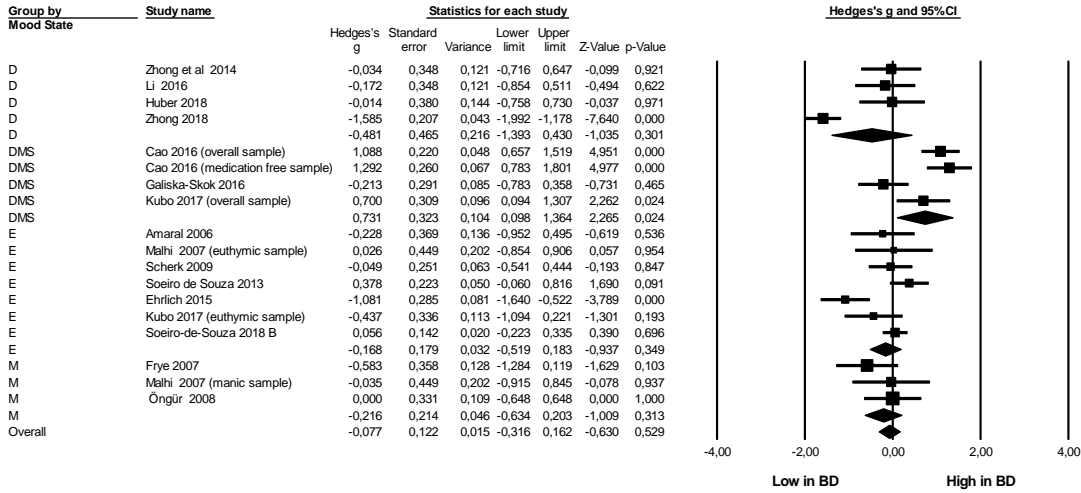 Group by Study name Statistics for each study Hedges's g and 95%CI
Mood State
Hedges's Standard Lower Upper
g error Variance limit limit Z-Value p-Value
D Zhong et al 2014 -0,034 0,348 0,121 -0,716 0,647 -0,099 0,921
D Li 2016 -0,172 0,348 0,121 -0,854 0,511 -0,494 0,622
D Huber 2018 -0,014 0,380 0,144 -0,758 0,730 -0,037 0,971
D Zhong 2018 -1,585 0,207 0,043 -1,992 -1,178 -7,640 0,000
D -0,481 0,465 0,216 -1,393 0,430 -1,035 0,301
DMS Cao 2016 (overall sample) 1,088 0,220 0,048 0,657 1,519 4,951 0,000
DMS Cao 2016 (medication free sample) 1,292 0,260 0,067 0,783 1,801 4,977 0,000
DMS Galiska-Skok 2016 -0,213 0,291 0,085 -0,783 0,358 -0,731 0,465
DMS Kubo 2017 (overall sample) 0,700 0,309 0,096 0,094 1,307 2,262 0,024
DMS 0,731 0,323 0,104 0,098 1,364 2,265 0,024
E Amaral 2006 -0,228 0,369 0,136 -0,952 0,495 -0,619 0,536
E Malhi 2007 (euthymic sample) 0,026 0,449 0,202 -0,854 0,906 0,057 0,954
E Scherk 2009 -0,049 0,251 0,063 -0,541 0,444 -0,193 0,847
E Soeiro de Souza 2013 0,378 0,223 0,050 -0,060 0,816 1,690 0,091
E Ehrlich 2015 -1,081 0,285 0,081 -1,640 -0,522 -3,789 0,000
E Kubo 2017 (euthymic sample) -0,437 0,336 0,113 -1,094 0,221 -1,301 0,193
E Soeiro-de-Souza 2018 B 0,056 0,142 0,020 -0,223 0,335 0,390 0,696
E -0,168 0,179 0,032 -0,519 0,183 -0,937 0,349
M Frye 2007 -0,583 0,358 0,128 -1,284 0,119 -1,629 0,103
M Malhi 2007 (manic sample) -0,035 0,449 0,202 -0,915 0,845 -0,078 0,937
M Öngür 2008 0,000 0,331 0,109 -0,648 0,648 0,000 1,000
M -0,216 0,214 0,046 -0,634 0,203 -1,009 0,313
Overall -0,077 0,122 0,015 -0,316 0,162 -0,630 0,529
-4,00 -2,00 0,00 2,00 4,00
Low in BD High in BD